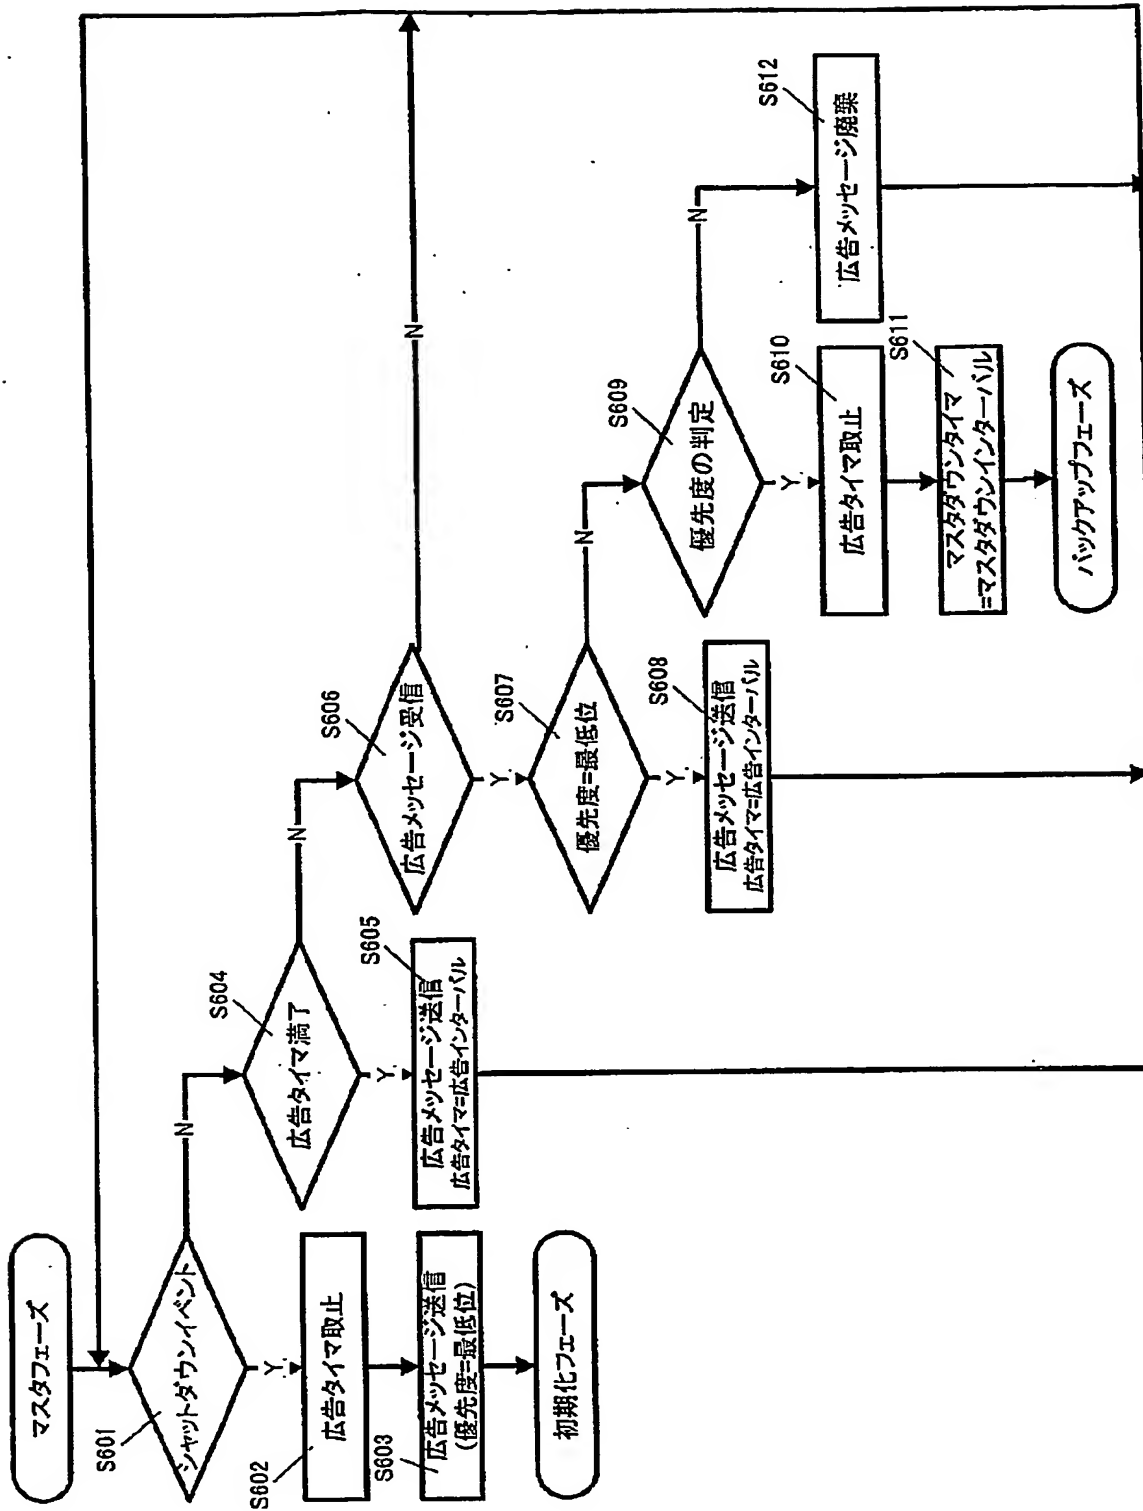 マスタフェーズ
S601
シャットダウンイベント
N
Y
S602
広告タイマ取止
S603
広告メッセージ送信
(優先度=最低位)
初期化フェーズ
S604
広告タイマ満了
N
Y
S605
広告メッセージ送信
広告タイマ=広告インターバル
S606
広告メッセージ受信
N
Y
S607
優先度=最低位
N
Y
S608
広告メッセージ送信
広告タイマ=広告インターバル
S609
優先度の判定
N
Y
S610
広告タイマ取止
S611
マスタダウンタイマ
=マスタダウンインターバル
バックアップフェーズ
S612
広告メッセージ廃棄